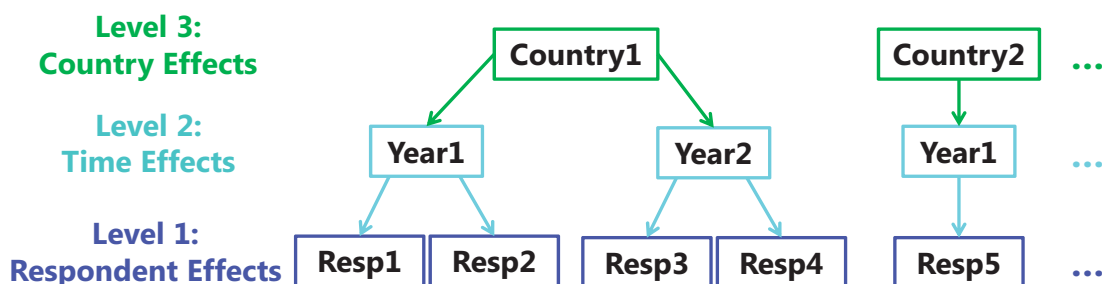 Level 3:
Country Effects
Country1
Country2
...
Level 2:
Time Effects
Year1
Year2
Year1
...
Level 1:
Respondent Effects
Resp1
Resp2
Resp3
Resp4
Resp5
...